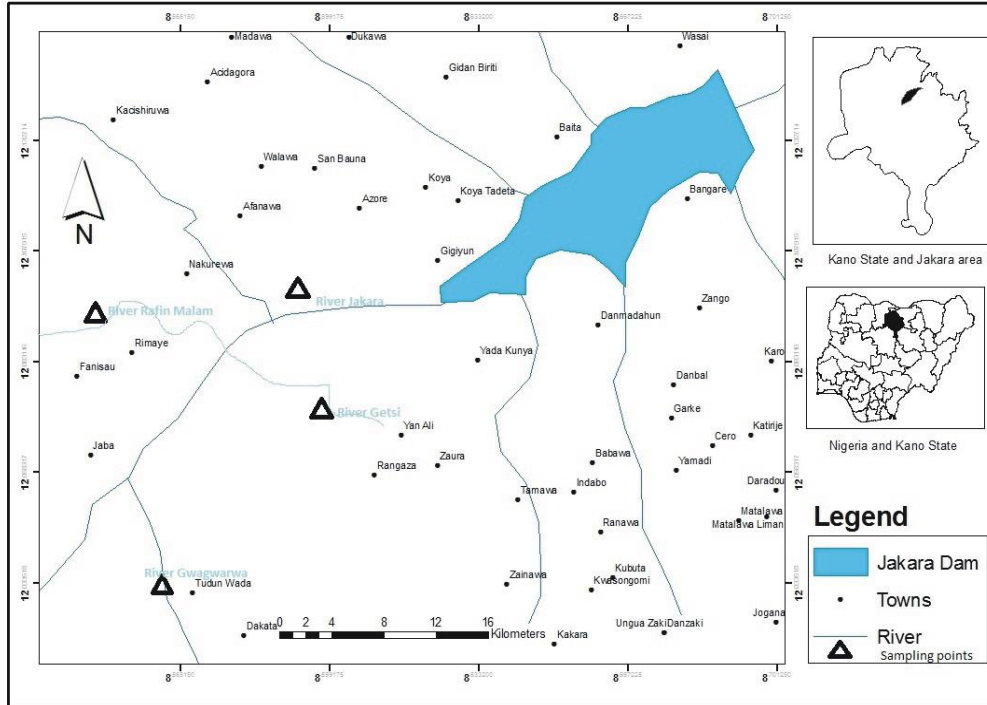 Madawa
Dukawa
Wasai
Acidagora
Gidan Biriti
Kacishiruwa
Baita
Walawa
San Bauna
Koya
Koya Tadeta
Bangare
Afanawa
Azore
N
Gigiyun
Nakurewa
River Jakara
River Rafin Malam
Zango
Danmadahun
Rimaye
Yada Kunya
Karo
Fanisau
Danbal
River Getsi
Garke
Yan Ali
Cero
Katirije
Jaba
Zaura
Babawa
Rangaza
Yamadi
Indabo
Daradou
Tamawa
Matalawa
Matalawa Liman
Ranawa
River Gwagwarwa
Tudun Wada
Zainawa
Kubuta
Kwasongomi
Jogana
Dakata
0 2 4 8 12 16
Kilometers
Kakara
Ungua ZakiDanzaki
Kano State and Jakara area
Nigeria and Kano State
Legend
Jakara Dam
Towns
River
Sampling points